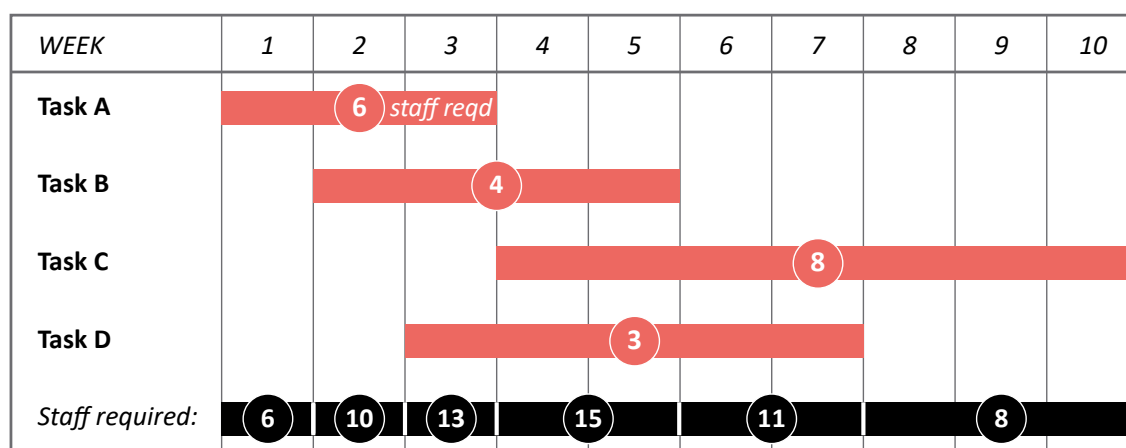 WEEK 1 2 3 4 5 6 7 8 9 10
Task A 6 staff reqd
Task B 4
Task C 8
Task D 3
Staff required: 6 10 13 15 11 8